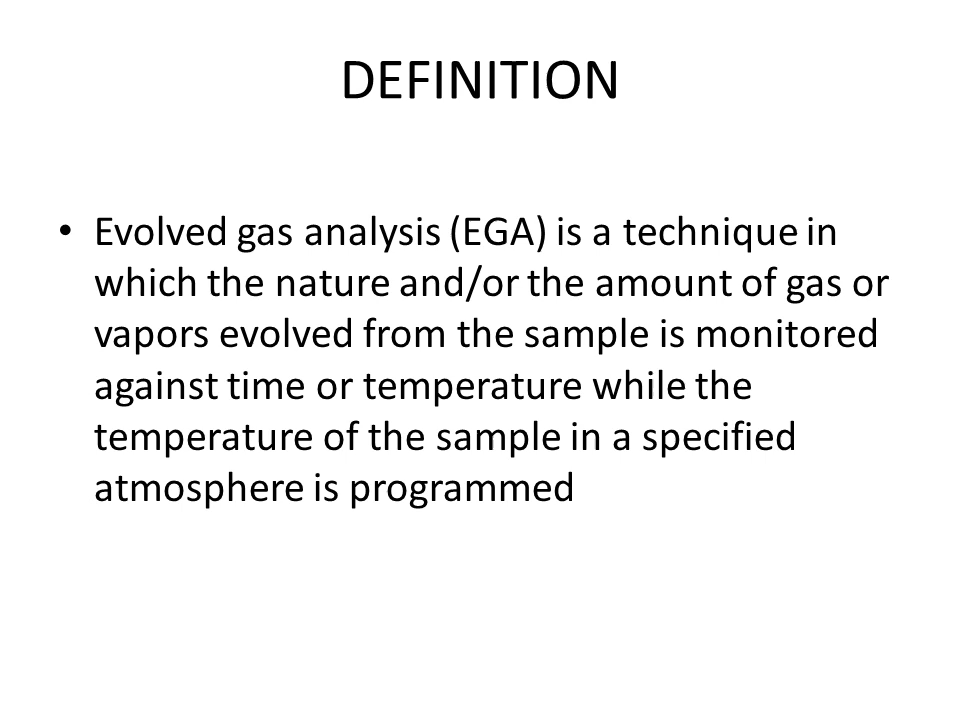 DEFINITION
• Evolved gas analysis (EGA) is a technique in
which the nature and/or the amount of gas or
vapors evolved from the sample is monitored
against time or temperature while the
temperature of the sample in a specified
atmosphere is programmed